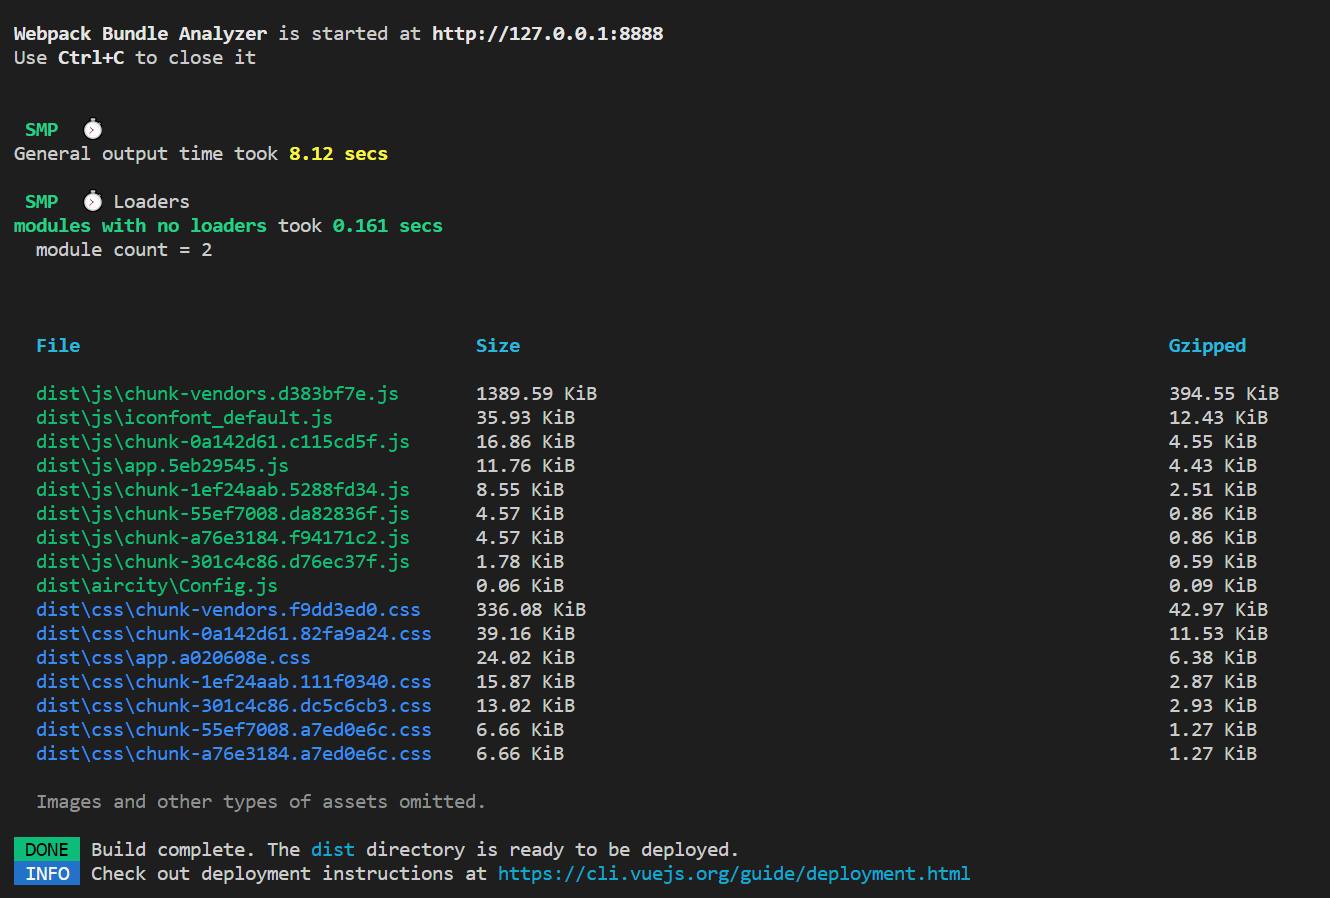 Webpack Bundle Analyzer is started at http://127.0.0.1:8888
Use Ctrl+C to close it
SMP ⏱
General output time took 8.12 secs
SMP ⏱ Loaders
modules with no loaders took 0.161 secs
module count = 2
File Size Gzipped
dist\js\chunk-vendors.d383bf7e.js 1389.59 KiB 394.55 KiB
dist\js\iconfont_default.js 35.93 KiB 12.43 KiB
dist\js\chunk-0a142d61.c115cd5f.js 16.86 KiB 4.55 KiB
dist\js\app.5eb29545.js 11.76 KiB 4.43 KiB
dist\js\chunk-1ef24aab.5288fd34.js 8.55 KiB 2.51 KiB
dist\js\chunk-55ef7008.da82836f.js 4.57 KiB 0.86 KiB
dist\js\chunk-a76e3184.f94171c2.js 4.57 KiB 0.86 KiB
dist\js\chunk-301c4c86.d76ec37f.js 1.78 KiB 0.59 KiB
dist\aircity\Config.js 0.06 KiB 0.09 KiB
dist\css\chunk-vendors.f9dd3ed0.css 336.08 KiB 42.97 KiB
dist\css\chunk-0a142d61.82fa9a24.css 39.16 KiB 11.53 KiB
dist\css\app.a020608e.css 24.02 KiB 6.38 KiB
dist\css\chunk-1ef24aab.111f0340.css 15.87 KiB 2.87 KiB
dist\css\chunk-301c4c86.dc5c6cb3.css 13.02 KiB 2.93 KiB
dist\css\chunk-55ef7008.a7ed0e6c.css 6.66 KiB 1.27 KiB
dist\css\chunk-a76e3184.a7ed0e6c.css 6.66 KiB 1.27 KiB
Images and other types of assets omitted.
DONE Build complete. The dist directory is ready to be deployed.
INFO Check out deployment instructions at https://cli.vuejs.org/guide/deployment.html